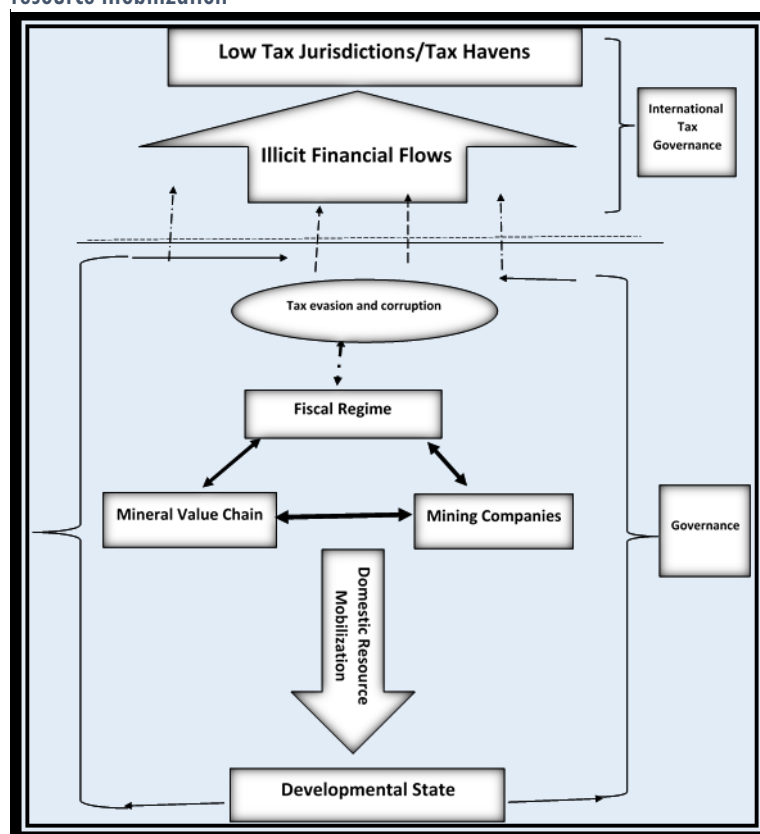 resource mobilization
Low Tax Jurisdictions/Tax Havens
International
Tax
Governance
Illicit Financial Flows
Tax evasion and corruption
Fiscal Regime
Mineral Value Chain
Mining Companies
Governance
Domestic Resource
Mobilization
Developmental State